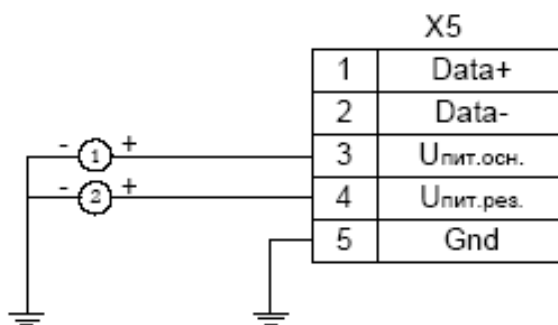 X5
1 Data+
2 Data-
- 1 + 3 Uпит.осн.
- 2 + 4 Uпит.рез.
5 Gnd